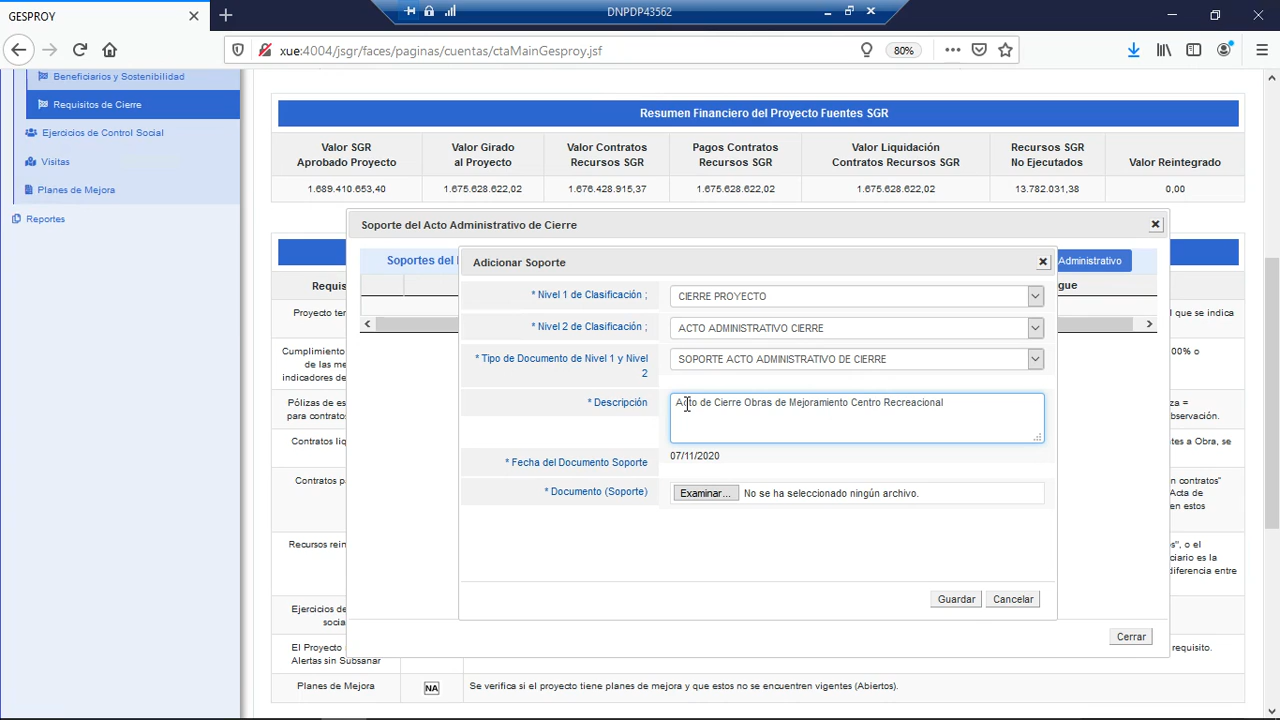 GESPROY
DNPDP43562
xue:4004/jsgr/faces/paginas/cuentas/ctaMainGesproy.jsf
80%
Beneficiarios y Sostenibilidad
Requisitos de Cierre
Ejercicios de Control Social
Visitas
Planes de Mejora
Reportes
Resumen Financiero del Proyecto Fuentes SGR
Valor SGR Aprobado Proyecto
Valor Girado al Proyecto
Valor Contratos Recursos SGR
Pagos Contratos Recursos SGR
Valor Liquidación Contratos Recursos SGR
Recursos SGR No Ejecutados
Valor Reintegrado
1.689.410.653,40
1.675.628.622,02
1.676.428.915,37
1.675.628.622,02
1.675.628.622,02
13.782.031,38
0,00
Soporte del Acto Administrativo de Cierre
Soportes del
Administrativo
Adicionar Soporte
* Nivel 1 de Clasificación ;
CIERRE PROYECTO
* Nivel 2 de Clasificación ;
ACTO ADMINISTRATIVO CIERRE
* Tipo de Documento de Nivel 1 y Nivel
2
SOPORTE ACTO ADMINISTRATIVO DE CIERRE
* Descripción
Acto de Cierre Obras de Mejoramiento Centro Recreacional
* Fecha del Documento Soporte
07/11/2020
* Documento (Soporte)
Examinar...
No se ha seleccionado ningún archivo.
Guardar
Cancelar
Cerrar
Requis
gue
Proyecto ter
l que se indica
Cumplimiento
de las me
indicadores de
00% o
Pólizas de es
para contratos
za =
bservación.
Contratos liq
entes a Obra, se
Contratos p
en contratos"
Acta de
en estos
Recursos rein
os", o el
iario es la
diferencia entre
Ejercicios de
socia
El Proyecto
Alertas sin Subsanar
requisito.
Planes de Mejora
NA
Se verifica si el proyecto tiene planes de mejora y que estos no se encuentren vigentes (Abiertos).